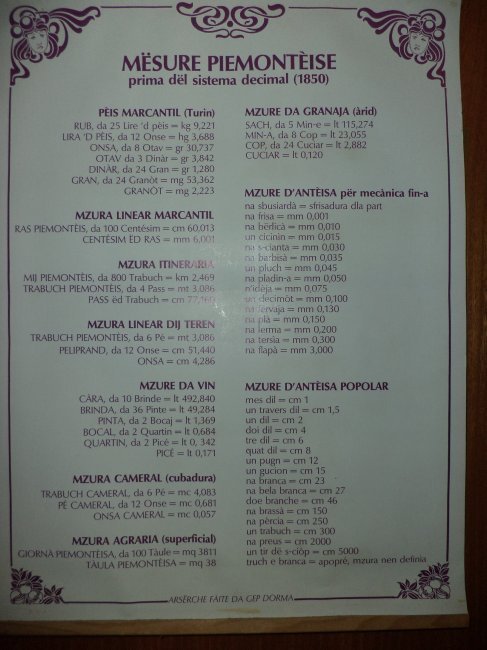 MËSURE PIEMONTÈISE
prima dël sistema decimal (1850)
PÈIS MARCANTIL (Turin)
RUB, da 25 Lire 'd pèis = kg 9,221
LIRA 'D PÈIS, da 12 Onse = hg 3,688
ONSA, da 8 Otav = gr 30,737
OTAV da 3 Dinàr = gr 3,842
DINÀR, da 24 Gran = gr 1,280
GRAN, da 24 Granòt = mg 53,362
GRANÒT = mg 2,223
MZURA LINEAR MARCANTIL
RAS PIEMONTÈIS, da 100 Centésim = cm 60,013
CENTÉSIM ËD RAS = mm 6,001
MZURA ITINERARIA
MIJ PIEMONTÈIS, da 800 Trabuch = km 2,469
TRABUCH PIEMONTÈIS, da 4 Pass = mt 3,086
PASS ëd Trabuch = cm 77,160
MZURA LINEAR DIJ TEREN
TRABUCH PIEMONTÈIS, da 6 Pé = mt 3,086
PELIPRAND, da 12 Onse = cm 51,440
ONSA = cm 4,286
MZURE DA VIN
CÀRA, da 10 Brinde = lt 492,840
BRINDA, da 36 Pinte = lt 49,284
PINTA, da 2 Bocaj = lt 1,369
BOCAL, da 2 Quartin = lt 0,684
QUARTIN, da 2 Picé = lt 0, 342
PICÉ = lt 0,171
MZURA CAMERAL (cubadura)
TRABUCH CAMERAL, da 6 Pé = mc 4,083
PÉ CAMERAL, da 12 Onse = mc 0,681
ONSA CAMERAL = mc 0,057
MZURA AGRARIA (superficial)
GIORNÀ PIEMONTÈISA, da 100 Tàule = mq 3811
TÀULA PIEMONTÈISA = mq 38
MZURE DA GRANAJA (àrid)
SACH, da 5 Min-e = lt 115,274
MIN-A, da 8 Cop = lt 23,055
COP, da 24 Cuciar = lt 2,882
CUCIAR = lt 0,120
MZURE D'ANTÈISA për mecànica fin-a
na sbusiardà = sfrisadura dla part
na frisa = mm 0,001
na bërlicà = mm 0,010
un cicinin = mm 0,015
na s-cianta = mm 0,030
na barbisà = mm 0,035
un pluch = mm 0,045
na pladin-a = mm 0,050
n'ideja = mm 0,075
un decimòt = mm 0,100
na fërvaja = mm 0,130
na plà = mm 0,150
na lerma = mm 0,200
na tersia = mm 0,300
na flapà = mm 3,000
MZURE D'ANTÈISA POPOLAR
mes dil = cm 1
un travers dil = cm 1,5
un dil = cm 2
doi dil = cm 4
tre dil = cm 6
quat dil = cm 8
un pugn = cm 12
un gucion = cm 15
na branca = cm 23
na bela branca = cm 27
doe branche = cm 46
na brassà = cm 150
na përcia = cm 250
un trabuch = cm 300
na preus = cm 2000
un tir dë s-ciòp = cm 5000
truch e branca = apopré, mzura nen definìa
ARSËRCHE FÀITE DA GEP DORMA